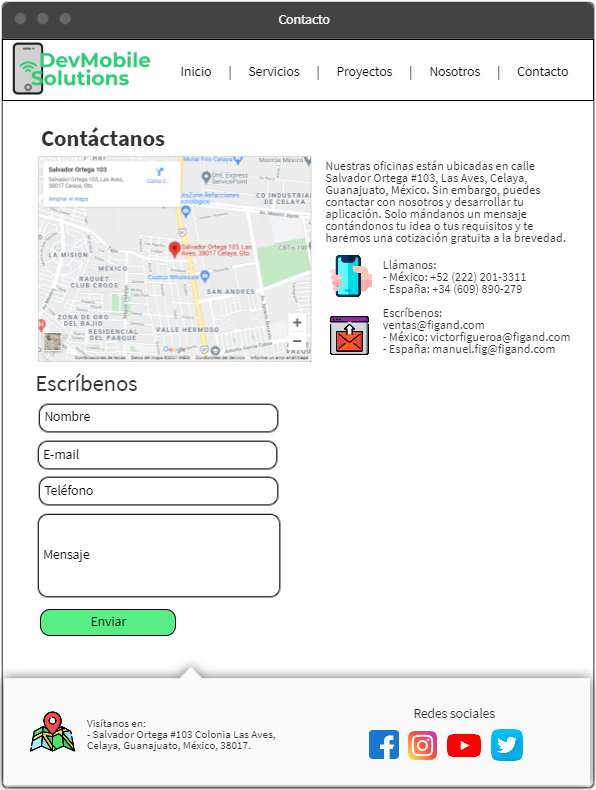 Contacto
DevMobile
Solutions
Inicio | Servicios | Proyectos | Nosotros | Contacto
Contáctanos
Salvador Ortega 103
Salvador Ortega 103, Las Aves,
38017 Celaya, Gto.
Ampliar el mapa
Metal Frio Celaya
Monroe México
DHL Express
ServicePoint
CD INDUSTRIAL
DE CELAYA
Salvador Ortega 103, Las
Aves, 38017 Celaya, Gto.
LA MISION
MÉXICO
RAQUET
CLUB CROOS
Costco Wholesale
SAN ANDRES
ZONA DE ORO
DEL BAJIO
RESIDENCIAL
DEL PARQUE
VALLE HERMOSO
Nuestras oficinas están ubicadas en calle
Salvador Ortega #103, Las Aves, Celaya,
Guanajuato, México. Sin embargo, puedes
contactar con nosotros y desarrollar tu
aplicación. Solo mándanos un mensaje
contándonos tu idea o tus requisitos y te
haremos una cotización gratuita a la brevedad.
Llámanos:
- México: +52 (222) 201-3311
- España: +34 (609) 890-279
Escríbenos:
ventas@figand.com
- México: victorfigueroa@figand.com
- España: manuel.fig@figand.com
Escríbenos
Nombre
E-mail
Teléfono
Mensaje
Enviar
Visítanos en:
- Salvador Ortega #103 Colonia Las Aves,
Celaya, Guanajuato, México, 38017.
Redes sociales